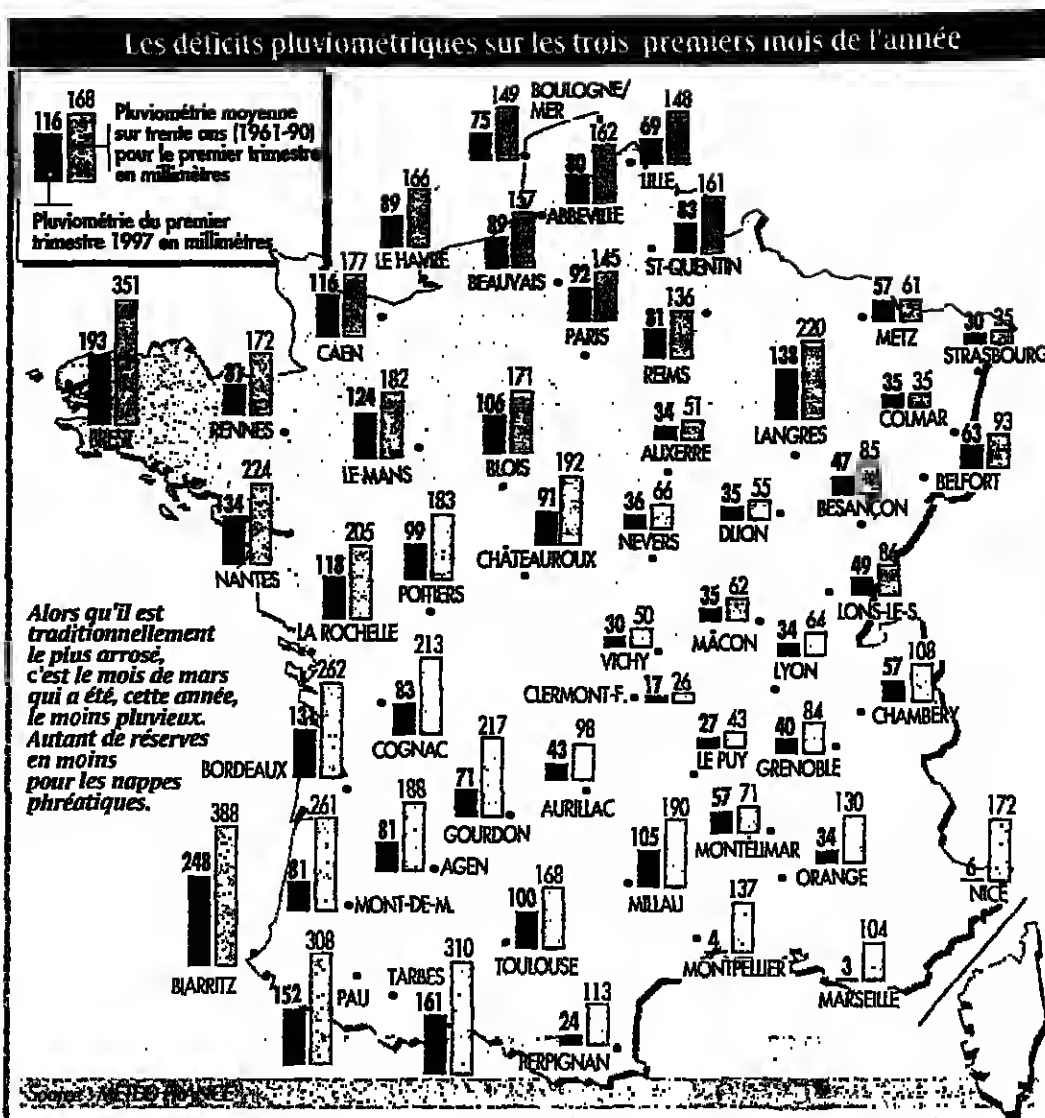 Les déficits pluviométriques sur les trois premiers mois de l'année
116 168
Pluviométrie moyenne
sur trente ans (1961-90)
pour le premier trimestre
en millimètres
Pluviométrie du premier
trimestre 1997 en millimètres
75 149
BOULOGNE/
MER
80 162
ABBEVILLE
69 148
LILLE
89 166
LE HAVRE
89 157
BEAUVAIS
83 161
ST-QUENTIN
116 177
CAEN
92 145
PARIS
81 136
REIMS
57 61
METZ
30 35
STRASBOURG
193 351
BREST
172
RENNES
124 182
LE-MANS
106 171
BLOIS
34 51
AUXERRE
138 220
LANGRES
35 35
COLMAR
63 93
BELFORT
47 85
BESANÇON
134 224
NANTES
118 205
LA ROCHELLE
99 183
POITIERS
91 192
CHÂTEAUROUX
36 66
NEVERS
35 55
DIJON
49 86
LONS-LE-S.
30 50
VICHY
35 62
MÂCON
34 64
LYON
57 108
CHAMBÉRY
Alors qu'il est
traditionnellement
le plus arrosé,
c'est le mois de mars
qui a été, cette année,
le moins pluvieux.
Autant de réserves
en moins
pour les nappes
phréatiques.
262
BORDEAUX
83 213
COGNAC
CLERMONT-F. 17 26
71 217
GOURDON
43 98
AURILLAC
27 43
LE PUY
40 84
GRENOBLE
248 388
BIARRITZ
81 261
MONT-DE-M.
81 188
AGEN
105 190
MILLAU
57 71
MONTÉLIMAR
34 130
ORANGE
6 172
NICE
152 308
PAU
TARBES
161 310
100 168
TOULOUSE
4 137
MONTPELLIER
3 104
MARSEILLE
24 113
PERPIGNAN
Source : MÉTÉO FRANCE